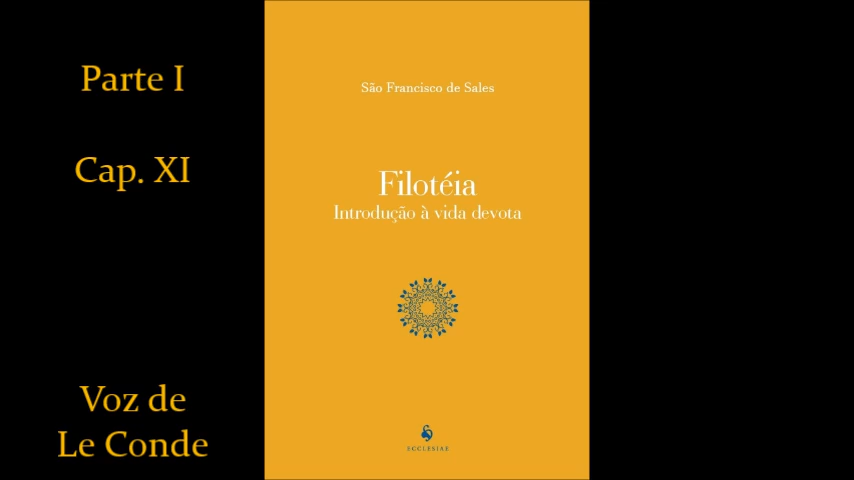 Parte I
Cap. XI
Voz de
Le Conde
São Francisco de Sales
Filotéia
Introdução à vida devota
ECCLESIAE